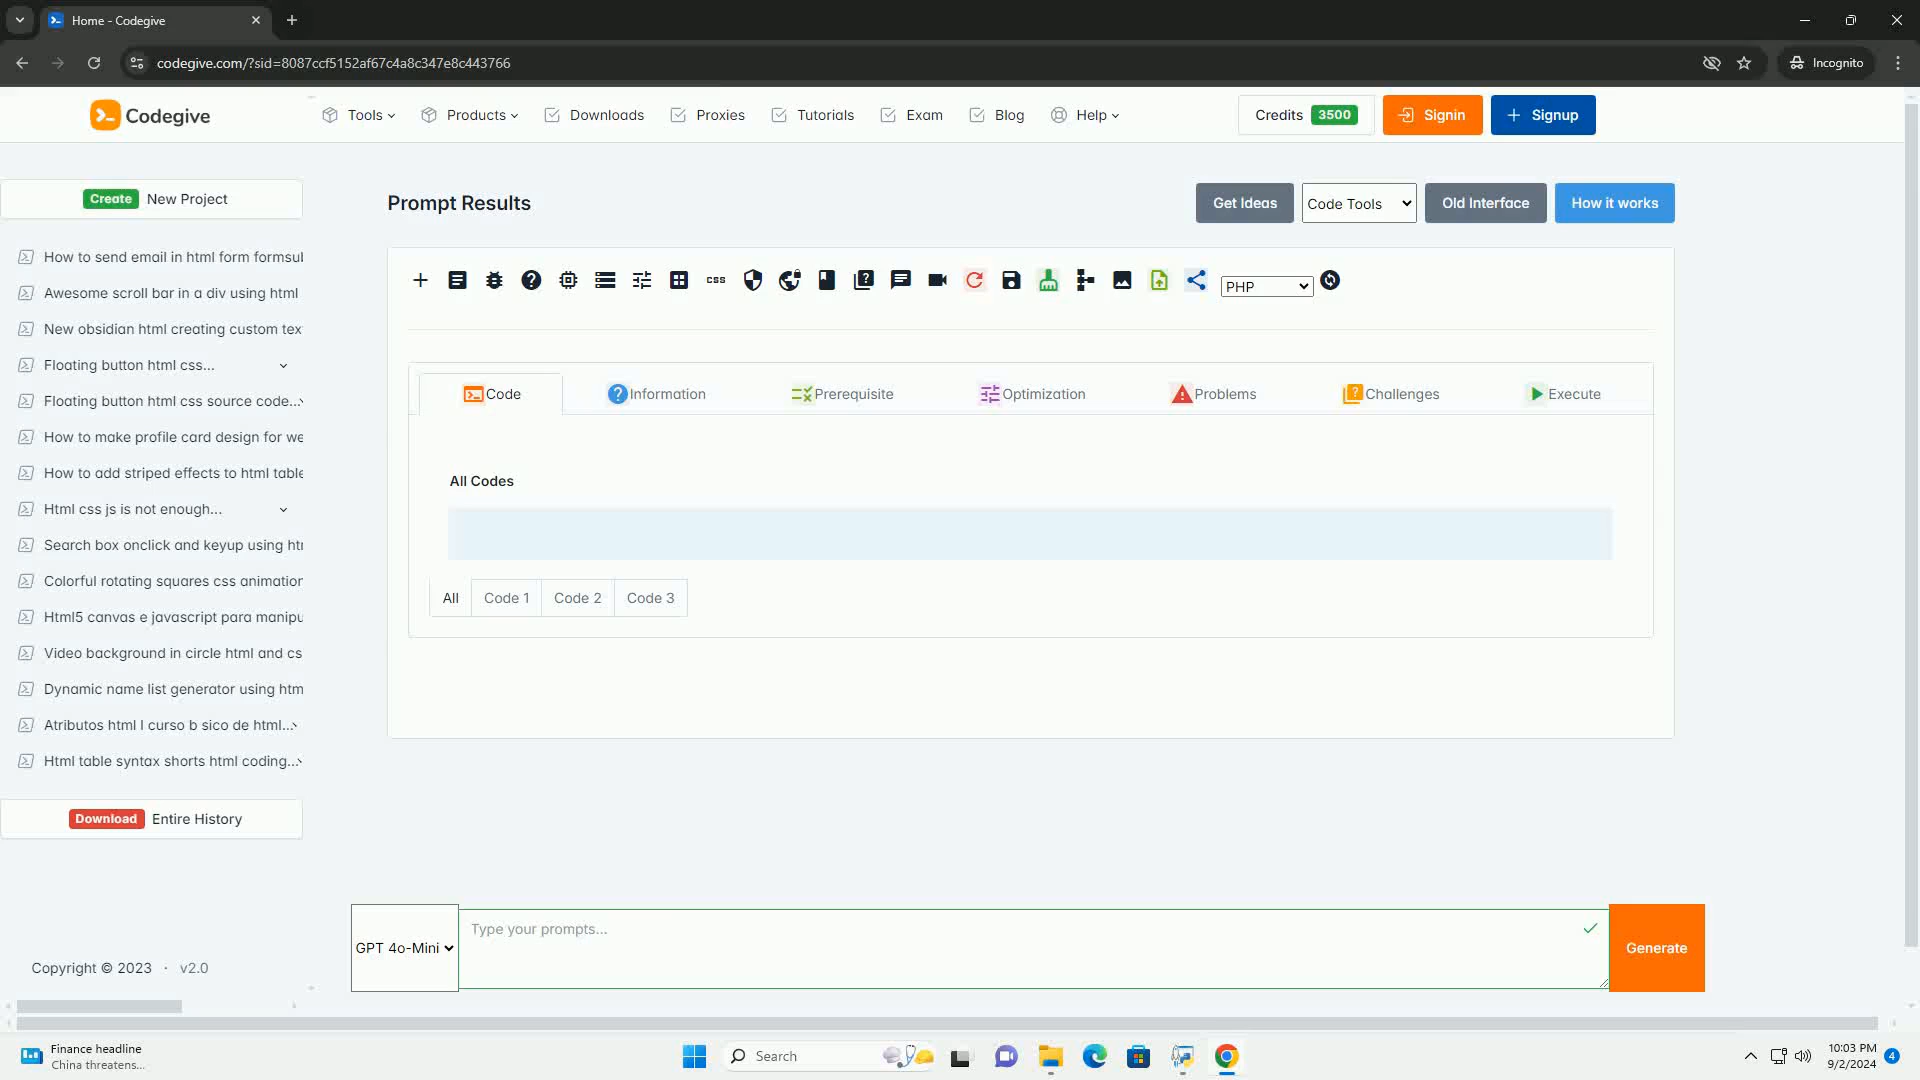 Home - Codegive
codegive.com/?sid=8087ccf5152af67c4a8c347e8c443766
Incognito
Codegive
Tools
Products
Downloads
Proxies
Tutorials
Exam
Blog
Help
Credits 3500
Signin
Signup
Create New Project
How to send email in html form formsul
Awesome scroll bar in a div using html
New obsidian html creating custom tex
Floating button html css...
Floating button html css source code...
How to make profile card design for we
How to add striped effects to html table
Html css js is not enough...
Search box onclick and keyup using htr
Colorful rotating squares css animation
Html5 canvas e javascript para manipu
Video background in circle html and cs
Dynamic name list generator using htm
Atributos html l curso b sico de html...
Html table syntax shorts html coding...
Download Entire History
Copyright © 2023 · v2.0
Prompt Results
Get Ideas
Code Tools
Old Interface
How it works
css
PHP
Code
Information
Prerequisite
Optimization
Problems
Challenges
Execute
All Codes
All
Code 1
Code 2
Code 3
GPT 4o-Mini
Type your prompts...
Generate
Finance headline
China threatens...
Search
10:03 PM
9/2/2024
4